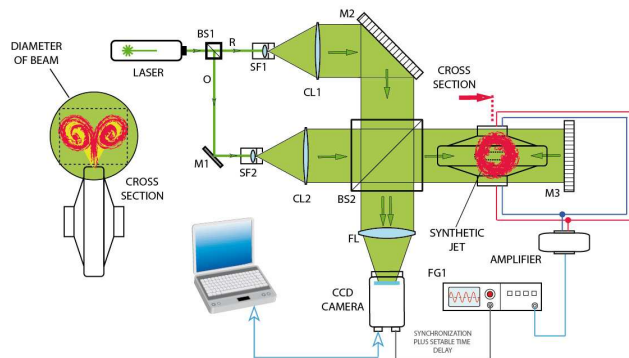 DIAMETER
OF BEAM
CROSS
SECTION
LASER
BS1
R
O
SF1
CL1
M2
M1
SF2
CL2
BS2
CROSS
SECTION
M3
SYNTHETIC
JET
FL
CCD
CAMERA
AMPLIFIER
FG1
SYNCHRONIZATION
PLUS SETABLE TIME
DELAY